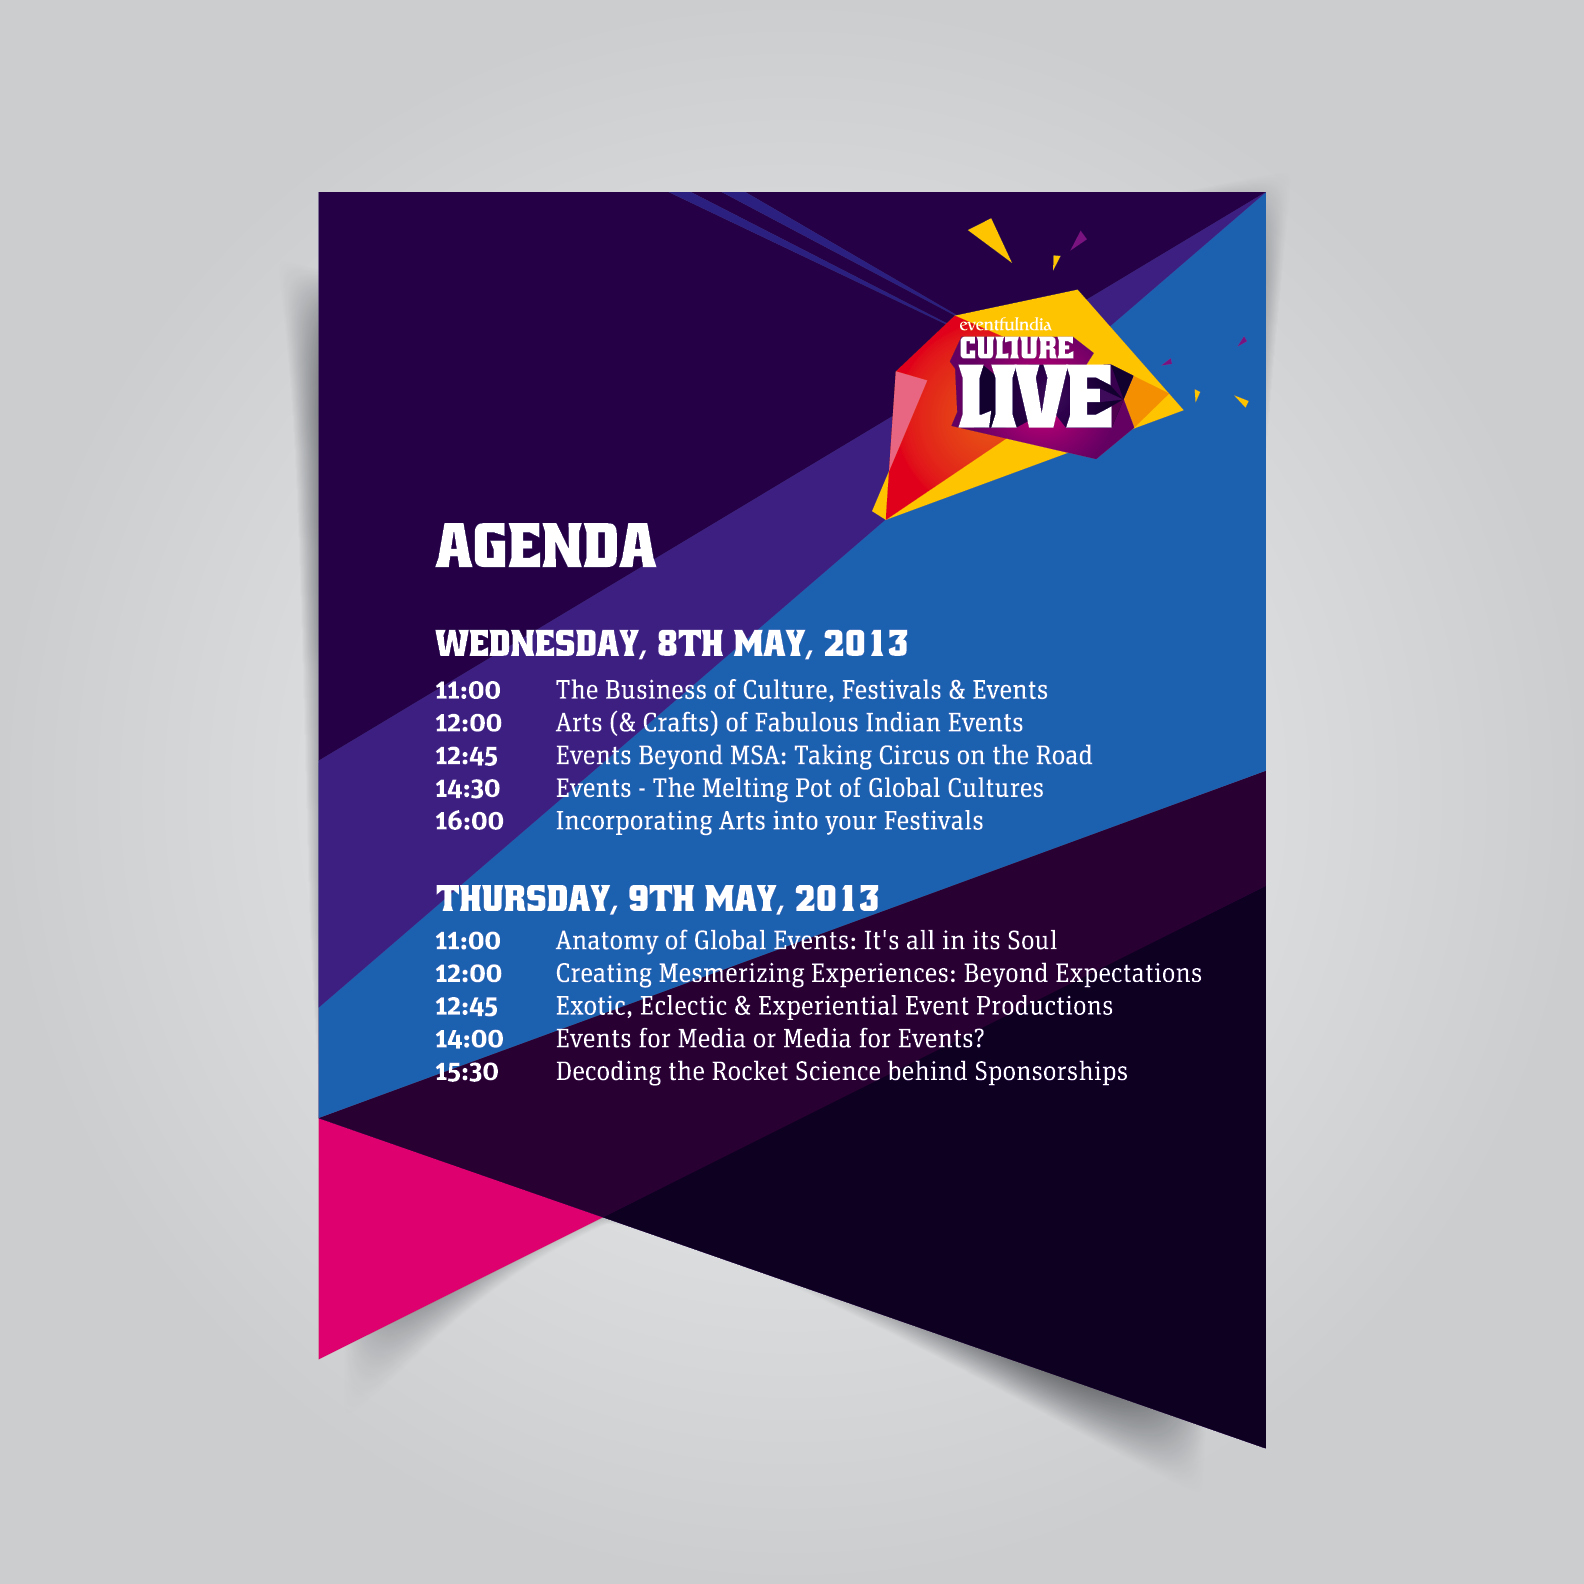 eventfulndia
CULTURE
LIVE
AGENDA
WEDNESDAY, 8TH MAY, 2013
11:00 The Business of Culture, Festivals & Events
12:00 Arts (& Crafts) of Fabulous Indian Events
12:45 Events Beyond MSA: Taking Circus on the Road
14:30 Events - The Melting Pot of Global Cultures
16:00 Incorporating Arts into your Festivals
THURSDAY, 9TH MAY, 2013
11:00 Anatomy of Global Events: It's all in its Soul
12:00 Creating Mesmerizing Experiences: Beyond Expectations
12:45 Exotic, Eclectic & Experiential Event Productions
14:00 Events for Media or Media for Events?
15:30 Decoding the Rocket Science behind Sponsorships